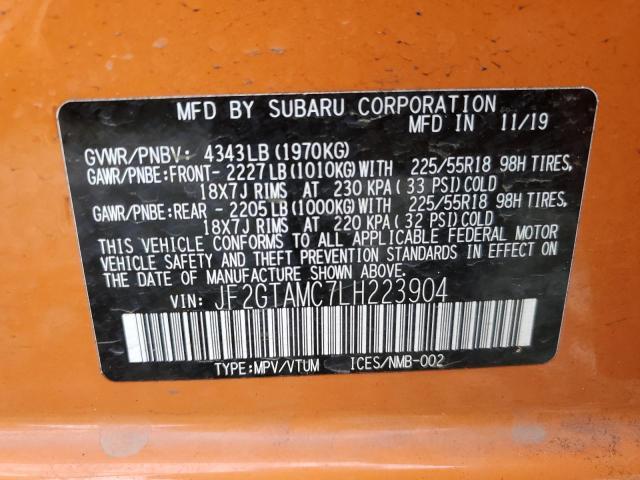 MFD BY SUBARU CORPORATION
MFD IN 11/19
GVWR/PNBV: 4343LB(1970KG)
GAWR/PNBE:FRONT- 2227LB(1010KG)WITH 225/55R18 98H TIRES,
18X7J RIMS AT 230 KPA( 33 PSI)COLD
GAWR/PNBE:REAR - 2205LB(1000KG)WITH 225/55R18 98H TIRES,
18X7J RIMS AT 220 KPA( 32 PSI)COLD
THIS VEHICLE CONFORMS TO ALL APPLICABLE FEDERAL MOTOR
VEHICLE SAFETY AND THEFT PREVENTION STANDARDS IN EFFECT ON
THE DATE OF MANUFACTURE SHOWN ABOVE.
VIN: JF2GTAMC7LH223904
TYPE:MPV/VTUM ICES/NMB-002